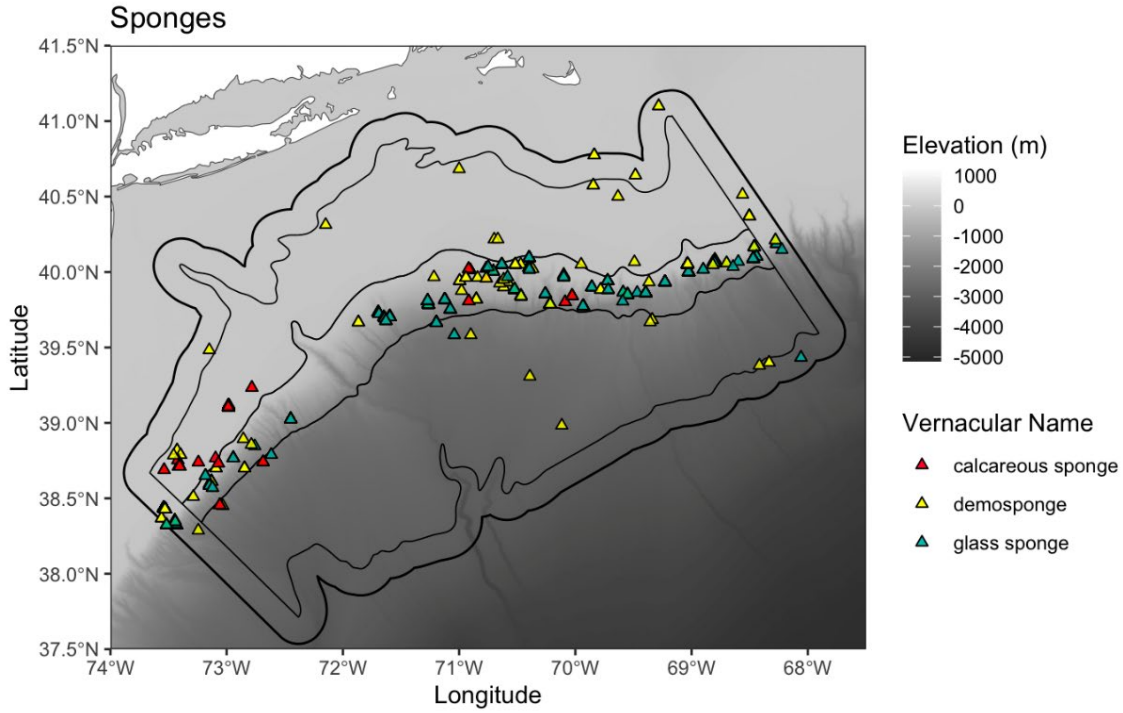 Sponges
41.5°N
41.0°N
40.5°N
40.0°N
39.5°N
39.0°N
38.5°N
38.0°N
37.5°N
Latitude
74°W
73°W
72°W
71°W
70°W
69°W
68°W
Longitude
Elevation (m)
1000
0
-1000
-2000
-3000
-4000
-5000
Vernacular Name
calcareous sponge
demosponge
glass sponge